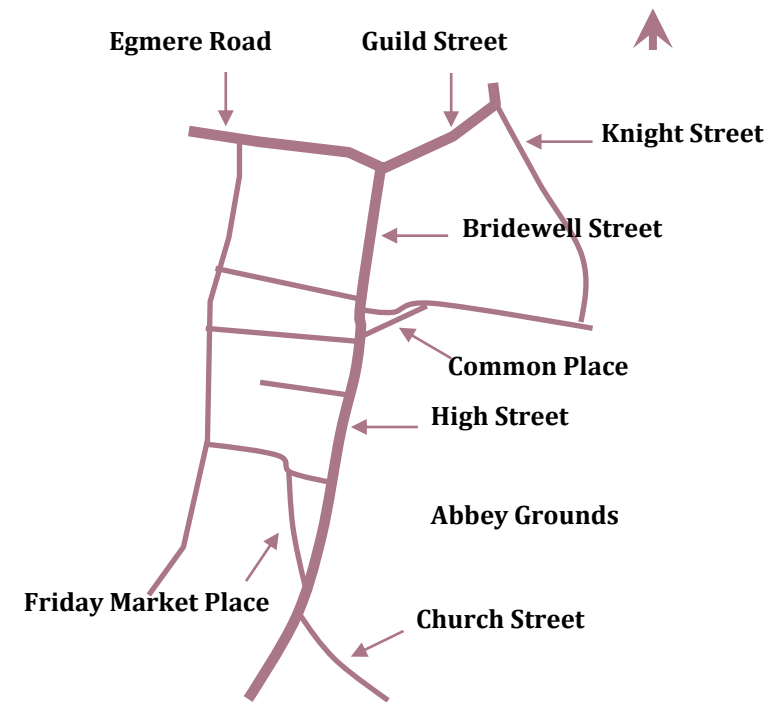 Egmere Road
Guild Street
Knight Street
Bridewell Street
Common Place
High Street
Abbey Grounds
Friday Market Place
Church Street